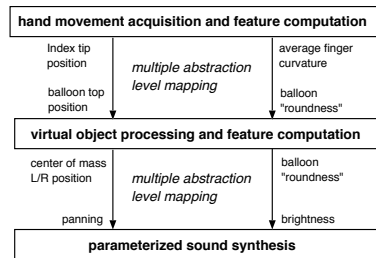 hand movement acquisition and feature computation
Index tip
position
average finger
curvature
multiple abstraction
level mapping
balloon top
position
balloon
"roundness"
virtual object processing and feature computation
center of mass
L/R position
balloon
"roundness"
multiple abstraction
level mapping
panning
brightness
parameterized sound synthesis